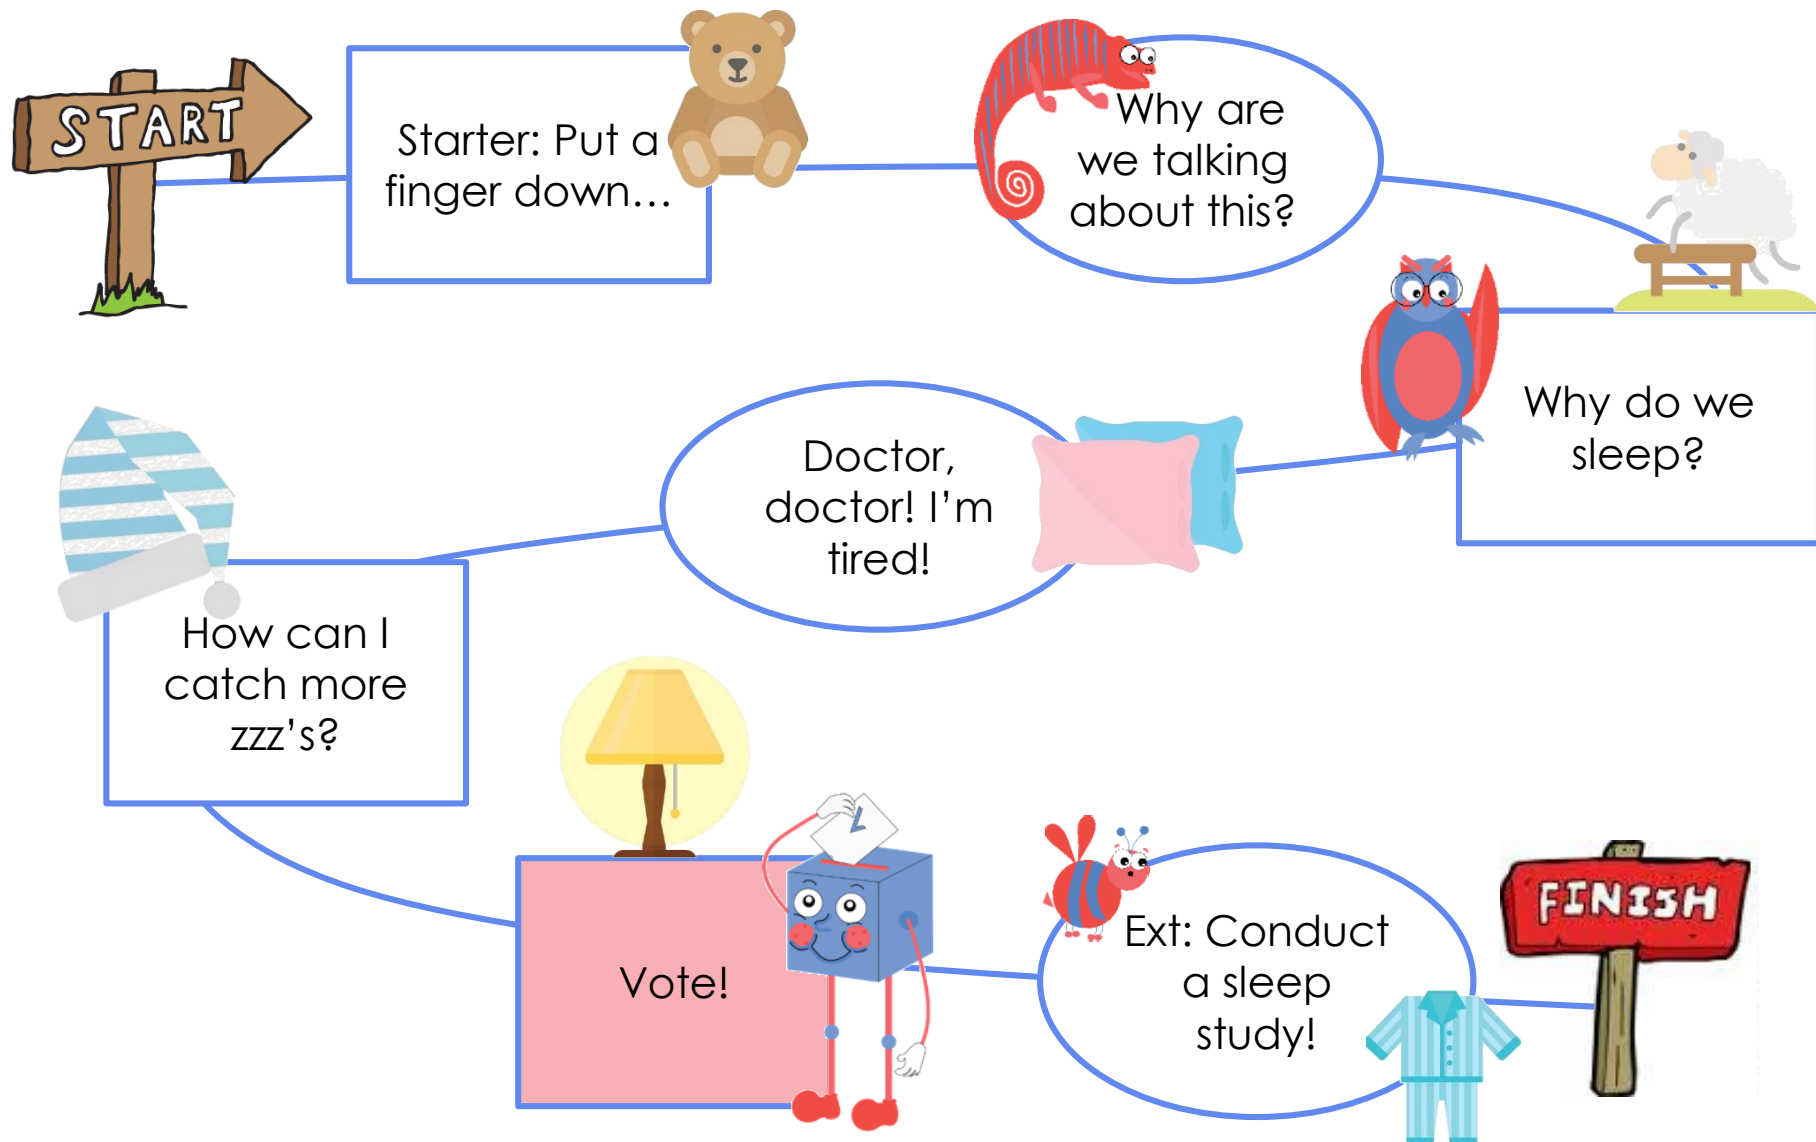 START
Starter: Put a
finger down...
Why are
we talking
about this?
Why do we
sleep?
Doctor,
doctor! I'm
tired!
How can I
catch more
zzz's?
Vote!
Ext: Conduct
a sleep
study!
FINISH